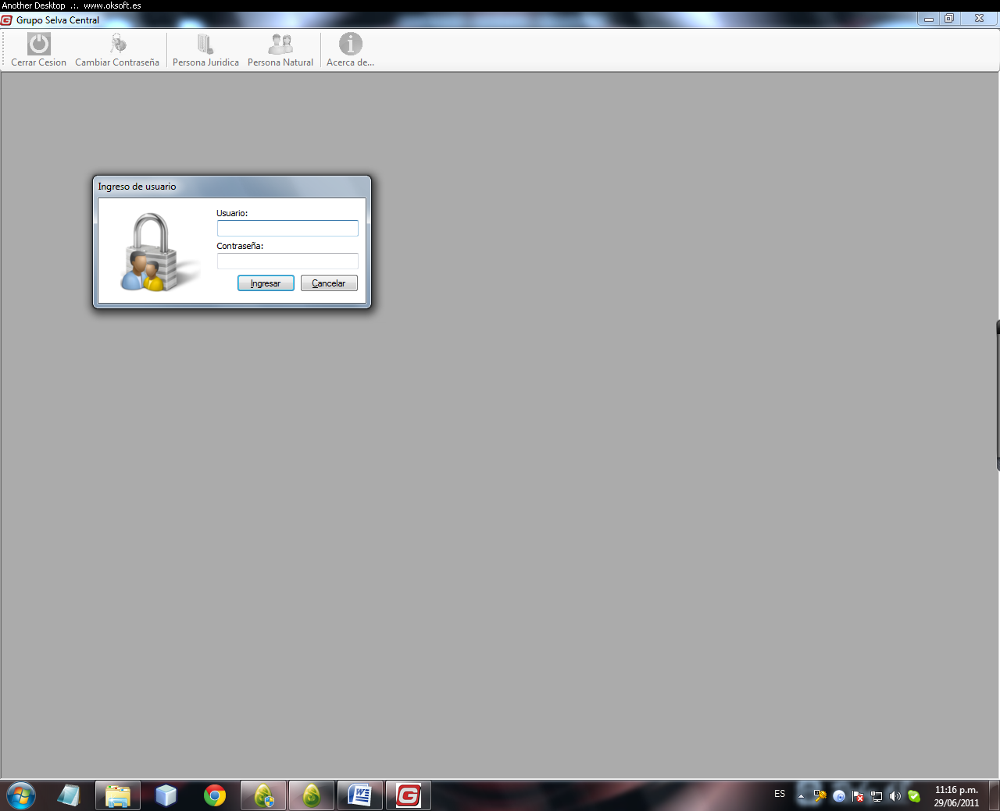 Another Desktop .:. www.oksoft.es
Grupo Selva Central
Cerrar Cesion Cambiar Contraseña Persona Juridica Persona Natural Acerca de...
Ingreso de usuario
Usuario:
Contraseña:
Ingresar Cancelar
ES
11:16 p.m.
29/06/2011